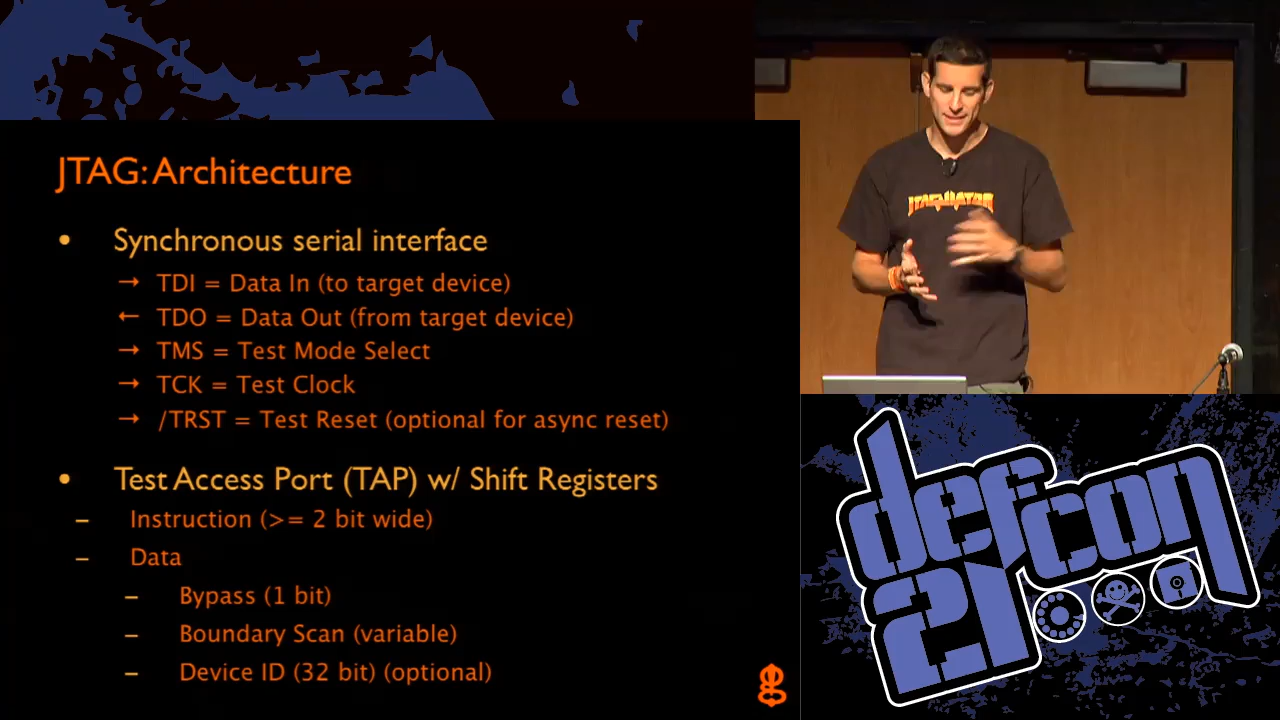 JTAG: Architecture
• Synchronous serial interface
→ TDI = Data In (to target device)
← TDO = Data Out (from target device)
→ TMS = Test Mode Select
→ TCK = Test Clock
→ /TRST = Test Reset (optional for async reset)
• Test Access Port (TAP) w/ Shift Registers
– Instruction (>= 2 bit wide)
– Data
– Bypass (1 bit)
– Boundary Scan (variable)
– Device ID (32 bit) (optional)
g
JTAGULATOR
defcon
21